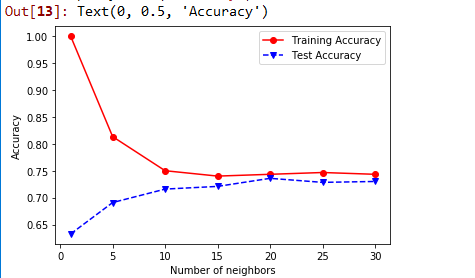 Out[13]: Text(0, 0.5, 'Accuracy')
1.00
Training Accuracy
Test Accuracy
0.95
0.90
0.85
0.80
0.75
0.70
0.65
Accuracy
0 5 10 15 20 25 30
Number of neighbors